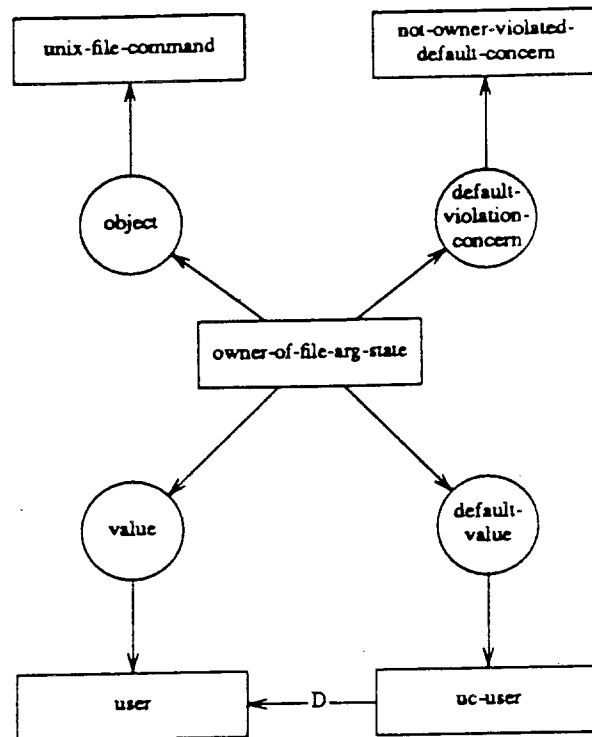 unix-file-command
not-owner-violated-
default-concern
object
default-
violation-
concern
owner-of-file-arg-state
value
default-
value
user
D
uc-user